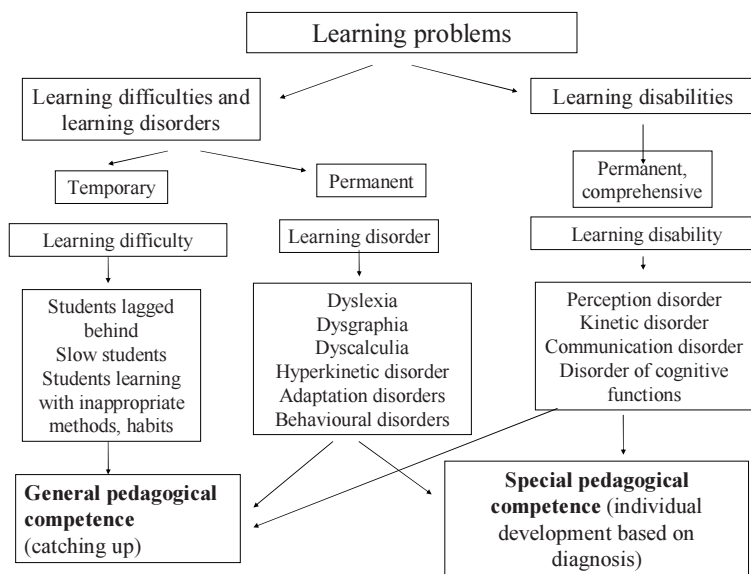 Learning problems
Learning difficulties and
learning disorders
Learning disabilities
Temporary
Permanent
Permanent,
comprehensive
Learning difficulty
Learning disorder
Learning disability
Students lagged
behind
Slow students
Students learning
with inappropriate
methods, habits
Dyslexia
Dysgraphia
Dyscalculia
Hyperkinetic disorder
Adaptation disorders
Behavioural disorders
Perception disorder
Kinetic disorder
Communication disorder
Disorder of cognitive
functions
General pedagogical
competence
(catching up)
Special pedagogical
competence (individual
development based on
diagnosis)